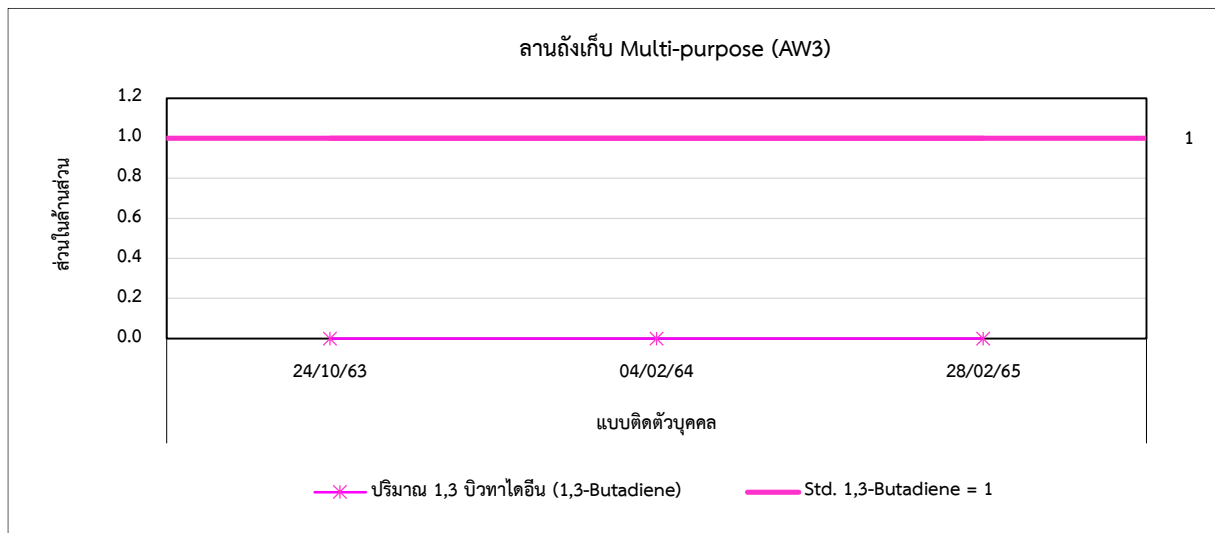 ลานถังเก็บ Multi-purpose (AW3)
ส่วนในล้านส่วน
1.2
1.0
0.8
0.6
0.4
0.2
0.0
1
24/10/63 04/02/64 28/02/65
แบบติดตัวบุคคล
ปริมาณ 1,3 บิวทาไดอีน (1,3-Butadiene) Std. 1,3-Butadiene = 1